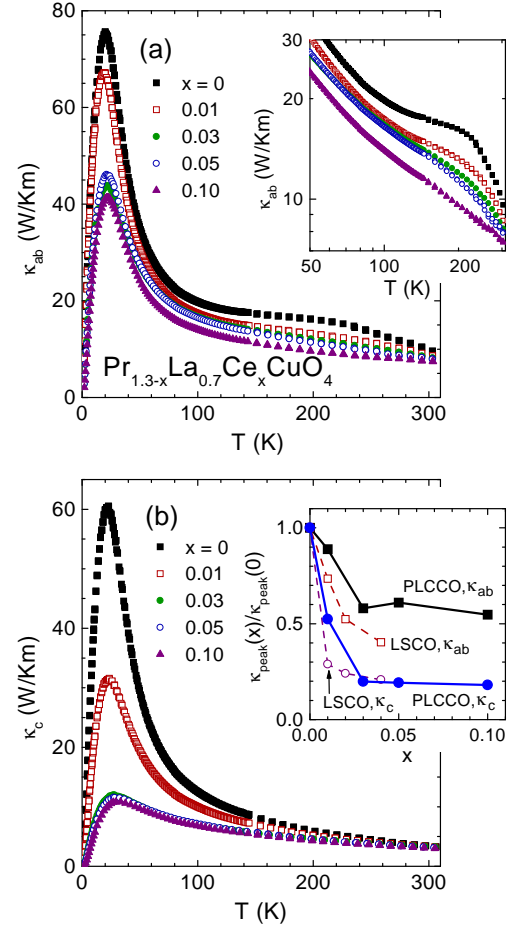 (a)
x = 0
0.01
0.03
0.05
0.10
κab (W/Km)
80
60
40
20
0
0 100 200 300
T (K)
Pr1.3-xLa0.7CexCuO4
κab (W/Km)
30
20
10
50 100 200
T (K)
(b)
x = 0
0.01
0.03
0.05
0.10
κc (W/Km)
60
40
20
0
0 100 200 300
T (K)
κpeak(x)/κpeak(0)
1.0
0.5
0.0
0.00 0.05 0.10
x
PLCCO, κab
LSCO, κab
LSCO, κc
PLCCO, κc